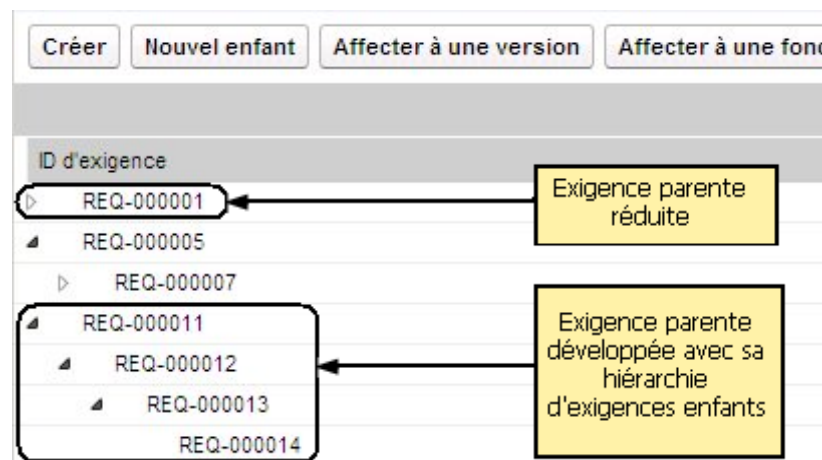 Créer Nouvel enfant Affecter à une version Affecter à une
ID d'exigence
REQ-000001
Exigence parente
réduite
REQ-000005
REQ-000007
REQ-000011
REQ-000012
REQ-000013
REQ-000014
Exigence parente
développée avec sa
hiérarchie
d'exigences enfants